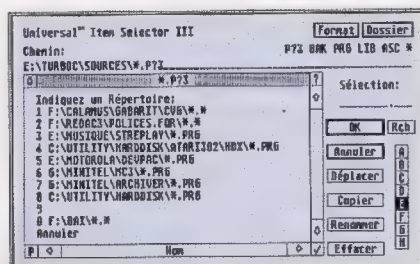 Universal™ Item Selector III
Format Dossier
Chemin:
P?3 BAK PRG LIB ASC *
E:\TURBOC\SOURCES\*.P?3
*.P?3
?
Sélection:
Indiquez un Répertoire:
1 F:\CALAMUS\GABARIT\CVG\*.*
2 F:\REDAC3\POLICES.FOR\*.*
3 E:\MUSIQUE\STREPLAY\*.PRG
4 C:\UTILITY\HARDDISK\ATARI302\HDX\*.PRG
5 E:\MOTOROLA\DEVPAC\*.PRG
6 G:\MINITEL\MC3\*.PRG
7 G:\MINITEL\ARCHIVER\*.PRG
8 C:\UTILITY\HARDDISK\*.PRG
9
0 F:\BAI\*.*
Annuler
OK
Rch
Annuler
Déplacer
Copier
Renommer
Effacer
A
B
C
D
E
F
G
H
P
Nom